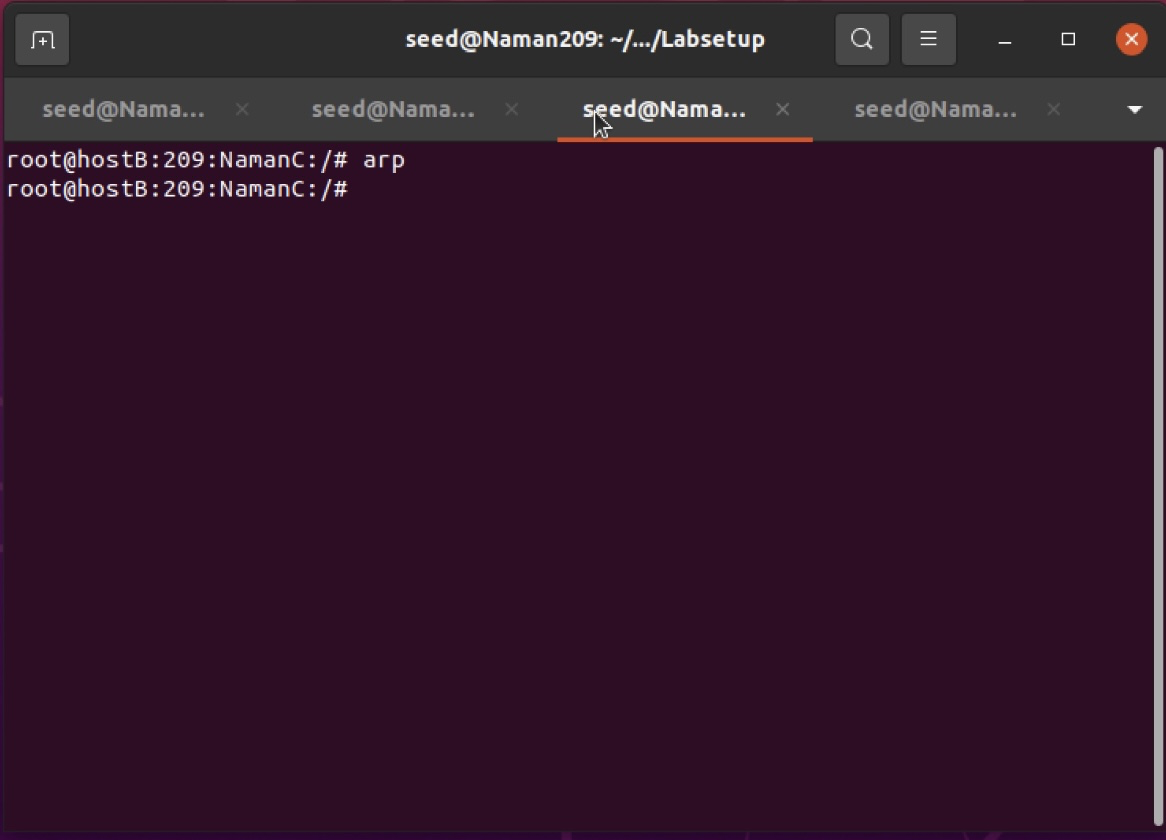 seed@Naman209: ~/.../Labsetup
seed@Nama... seed@Nama... seed@Nama... seed@Nama...
root@hostB:209:NamanC:/# arp
root@hostB:209:NamanC:/#